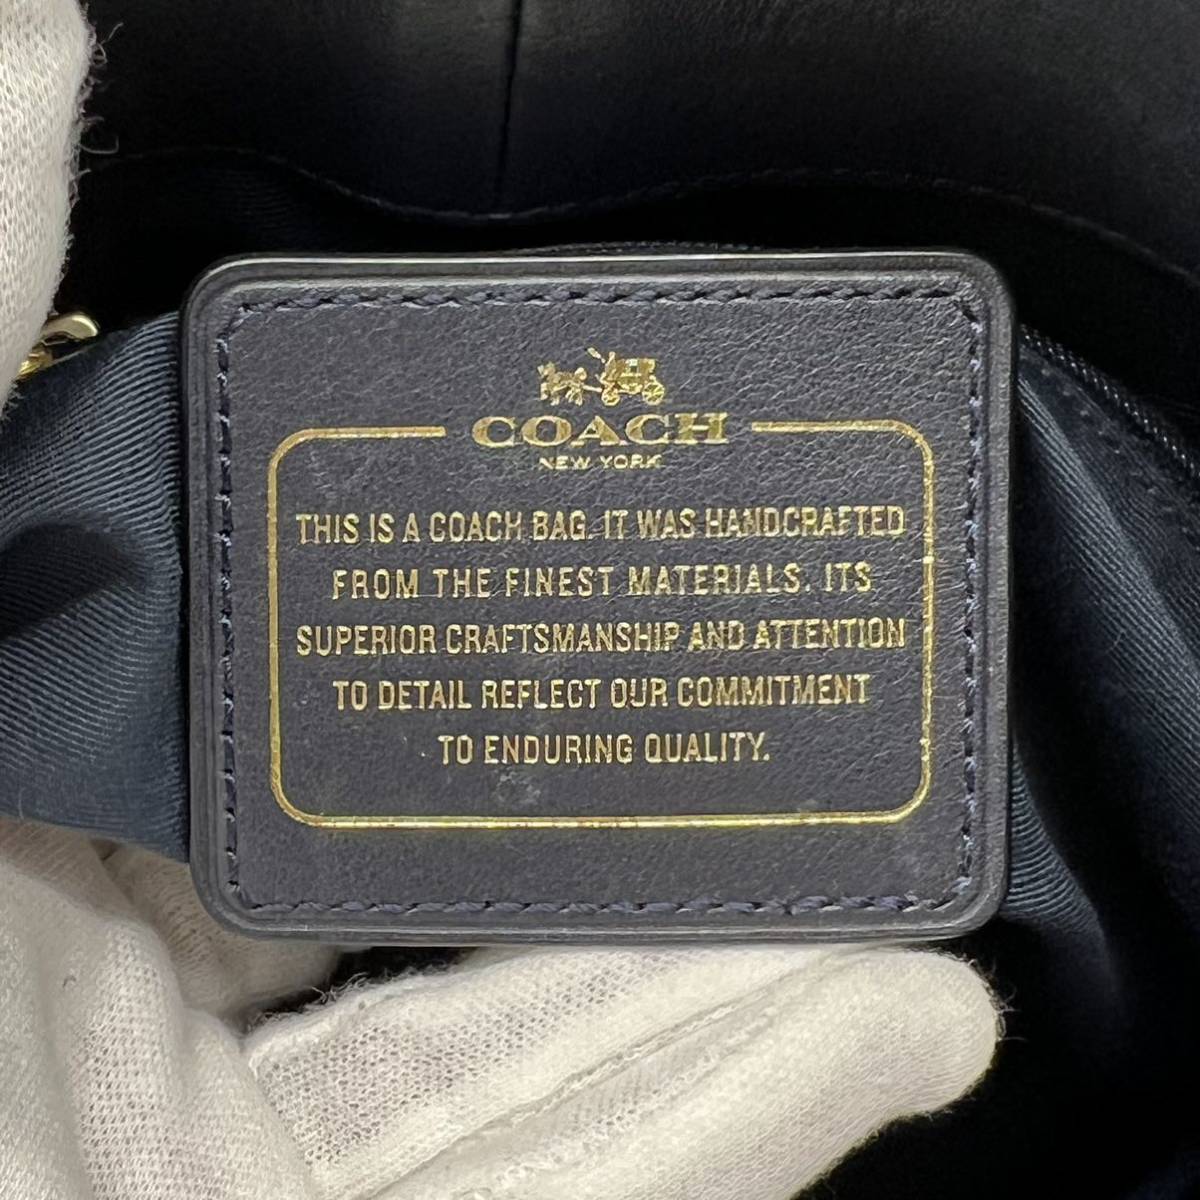 COACH
NEW YORK
THIS IS A COACH BAG. IT WAS HANDCRAFTED
FROM THE FINEST MATERIALS. ITS
SUPERIOR CRAFTSMANSHIP AND ATTENTION
TO DETAIL REFLECT OUR COMMITMENT
TO ENDURING QUALITY.